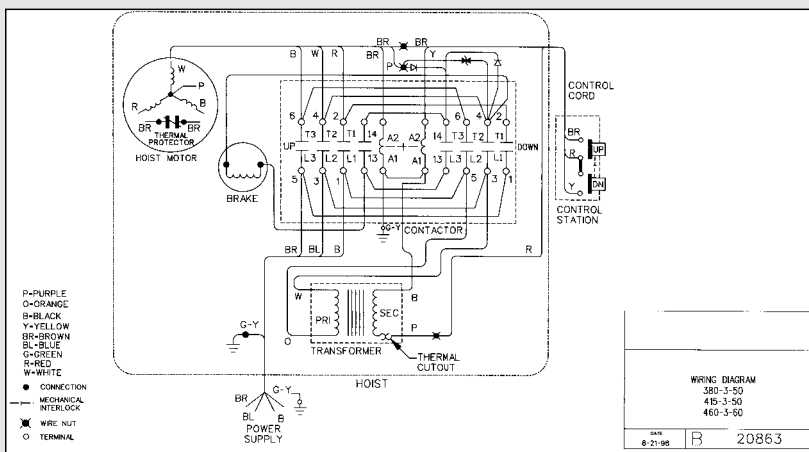 BR
BR
B
W
R
BR
Y
P
W
P
R
B
BR
BR
THERMAL
PROTECTOR
HOIST MOTOR
6
4
2
6
4
2
T3
T2
T1
14
A2
A2
14
T3
T2
T1
UP
DOWN
L3
L2
L1
13
A1
A1
13
L3
L2
L1
5
3
1
5
3
1
BRAKE
CONTROL
CORD
BR
R
Y
UP
DN
CONTROL
STATION
G-Y
CONTACTOR
BR
BL
B
R
W
B
PRI
SEC
P
O
TRANSFORMER
THERMAL
CUTOUT
HOIST
G-Y
G-Y
BR
BL
B
POWER
SUPPLY
P-PURPLE
O-ORANGE
B-BLACK
Y-YELLOW
BR-BROWN
BL-BLUE
G-GREEN
R-RED
W-WHITE
CONNECTION
MECHANICAL
INTERLOCK
WIRE NUT
TERMINAL
WIRING DIAGRAM
380-3-50
415-3-50
460-3-60
DATE
8-21-98
B
20863